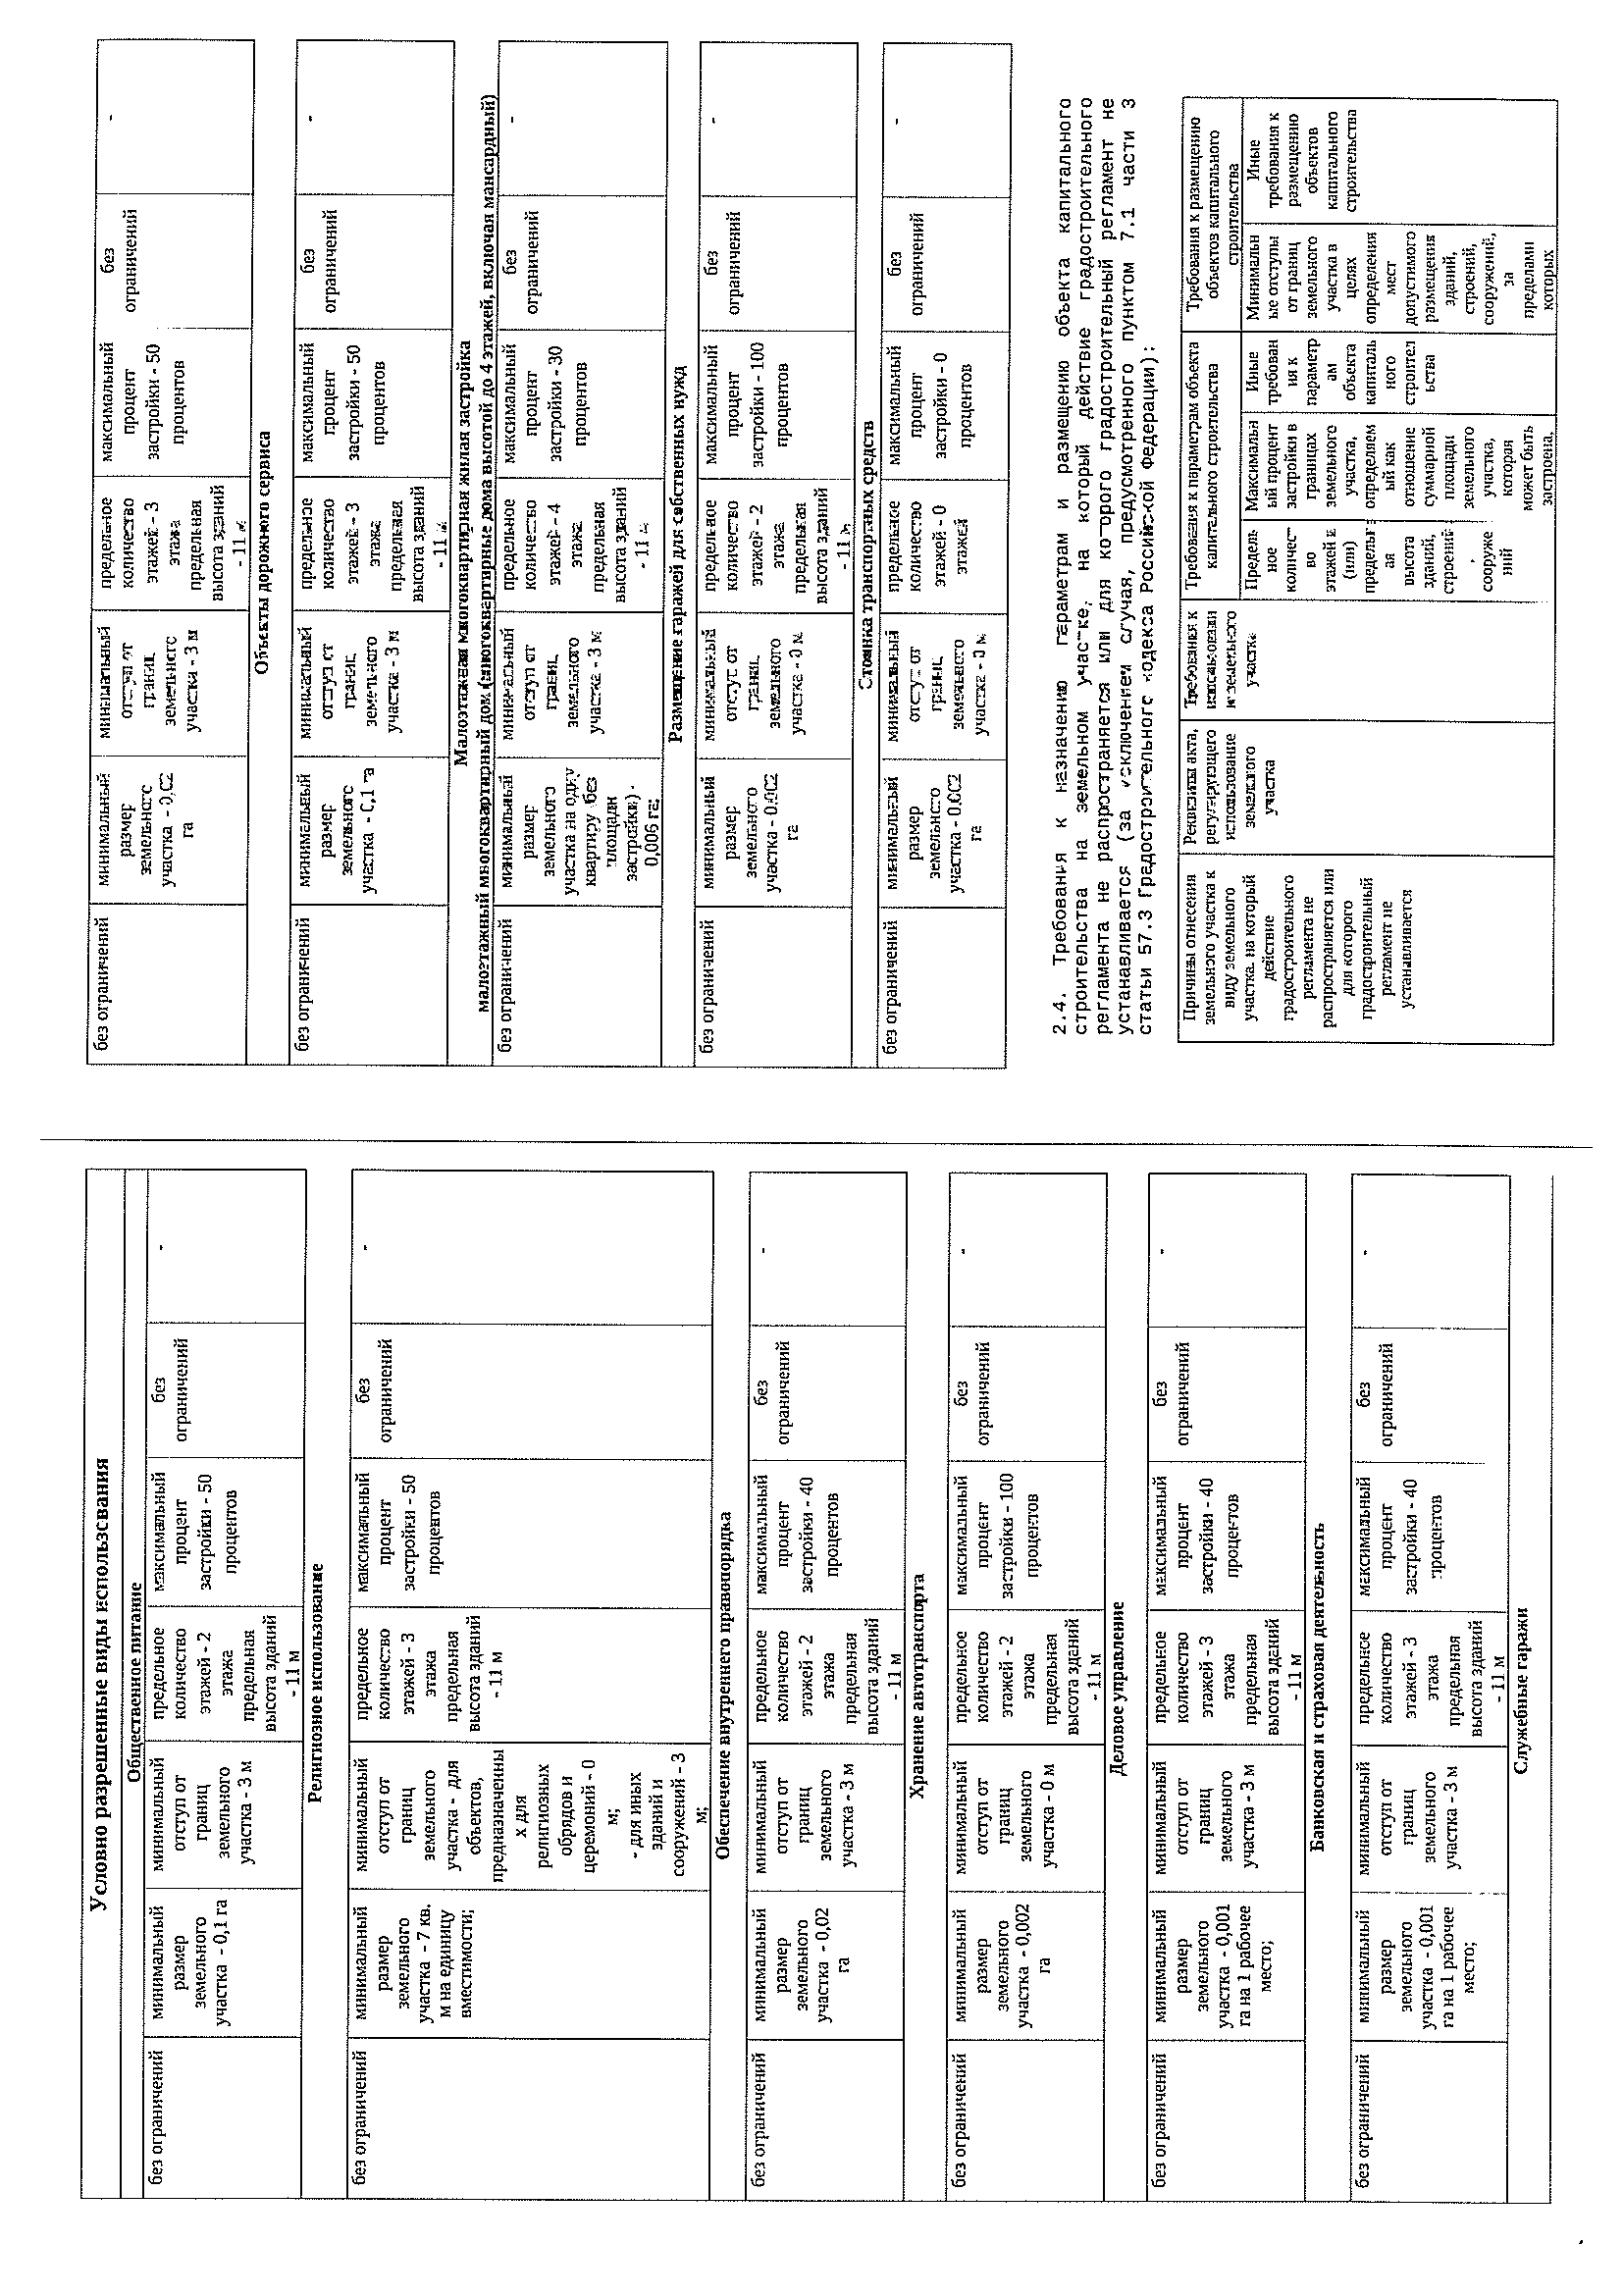 Условно разрешенные виды использования
Общественное питание
без ограничений
минимальный
размер
земельного
участка - 0,1 га
минимальный
отступ от
границ
земельного
участка - 3 м
предельное
количество
этажей - 2
этажа
предельная
высота зданий
- 11 м
максимальный
процент
застройки - 50
процентов
без
ограничений
-
Религиозное использование
без ограничений
минимальный
размер
земельного
участка - 7 кв.
м на единицу
вместимости;
минимальный
отступ от
границ
земельного
участка - для
объектов,
предназначенны
х для
религиозных
обрядов и
церемоний - 0
м;
- для иных
зданий и
сооружений - 3
м;
предельное
количество
этажей - 3
этажа
предельная
высота зданий
- 11 м
максимальный
процент
застройки - 50
процентов
без
ограничений
-
Обеспечение внутреннего правопорядка
без ограничений
минимальный
размер
земельного
участка - 0,02
га
минимальный
отступ от
границ
земельного
участка - 3 м
предельное
количество
этажей - 2
этажа
предельная
высота зданий
- 11 м
максимальный
процент
застройки - 40
процентов
без
ограничений
-
Хранение автотранспорта
без ограничений
минимальный
размер
земельного
участка - 0,002
га
минимальный
отступ от
границ
земельного
участка - 0 м
предельное
количество
этажей - 2
этажа
предельная
высота зданий
- 11 м
максимальный
процент
застройки - 100
процентов
без
ограничений
-
Деловое управление
без ограничений
минимальный
размер
земельного
участка - 0,001
га на 1 рабочее
место;
минимальный
отступ от
границ
земельного
участка - 3 м
предельное
количество
этажей - 3
этажа
предельная
высота зданий
- 11 м
максимальный
процент
застройки - 40
процентов
без
ограничений
-
Банковская и страховая деятельность
без ограничений
минимальный
размер
земельного
участка - 0,001
га на 1 рабочее
место;
минимальный
отступ от
границ
земельного
участка - 3 м
предельное
количество
этажей - 3
этажа
предельная
высота зданий
- 11 м
максимальный
процент
застройки - 40
процентов
без
ограничений
-
Служебные гаражи
без ограничений
минимальный
размер
земельного
участка - 0,02
га
минимальный
отступ от
границ
земельного
участка - 3 м
предельное
количество
этажей - 3
этажа
предельная
высота зданий
- 11 м
максимальный
процент
застройки - 50
процентов
без
ограничений
-
Объекты дорожного сервиса
без ограничений
минимальный
размер
земельного
участка - 0,1 га
минимальный
отступ от
границ
земельного
участка - 3 м
предельное
количество
этажей - 3
этажа
предельная
высота зданий
- 11 м
максимальный
процент
застройки - 50
процентов
без
ограничений
-
Малоэтажная многоквартирная жилая застройка
малоэтажный многоквартирный дом (многоквартирные дома высотой до 4 этажей, включая мансардный)
без ограничений
минимальный
размер
земельного
участка на одну
квартиру (без
площади
застройки) -
0,006 га;
минимальный
отступ от
границ
земельного
участка - 3 м
предельное
количество
этажей - 4
этажа
предельная
высота зданий
- 11 м
максимальный
процент
застройки - 30
процентов
без
ограничений
-
Размещение гаражей для собственных нужд
без ограничений
минимальный
размер
земельного
участка - 0,002
га
минимальный
отступ от
границ
земельного
участка - 0 м
предельное
количество
этажей - 2
этажа
предельная
высота зданий
- 11 м
максимальный
процент
застройки - 100
процентов
без
ограничений
-
Стоянка транспортных средств
без ограничений
минимальный
размер
земельного
участка - 0,002
га
минимальный
отступ от
границ
земельного
участка - 0 м
предельное
количество
этажей - 0
этажей
максимальный
процент
застройки - 0
процентов
без
ограничений
-
2.4. Требования к назначению, параметрам и размещению объекта капитального
строительства на земельном участке, на который действие градостроительного
регламента не распространяется или для которого градостроительный регламент не
устанавливается (за исключением случая, предусмотренного пунктом 7.1 части 3
статьи 57.3 Градостроительного кодекса Российской Федерации):
Причины отнесения
земельного участка к
виду земельного
участка, на который
действие
градостроительного
регламента не
распространяется или
для которого
градостроительный
регламент не
устанавливается
Реквизиты акта,
регулирующего
использование
земельного
участка
Требования к
использовани
ю земельного
участка
Требования к параметрам объекта
капитального строительства
Требования к размещению
объектов капитального
строительства
Предель
ное
количест
во
этажей и
(или)
предельн
ая
высота
зданий,
строений
,
сооруже
ний
Максимальн
ый процент
застройки в
границах
земельного
участка,
определяем
ый как
отношение
суммарной
площади
земельного
участка,
которая
может быть
застроена,
Иные
требован
ия к
параметр
ам
объекта
капиталь
ного
строител
ьства
Минимальн
ые отступы
от границ
земельного
участка в
целях
определения
мест
допустимого
размещения
зданий,
строений,
сооружений,
за
пределами
которых
Иные
требования к
размещению
объектов
капитального
строительства